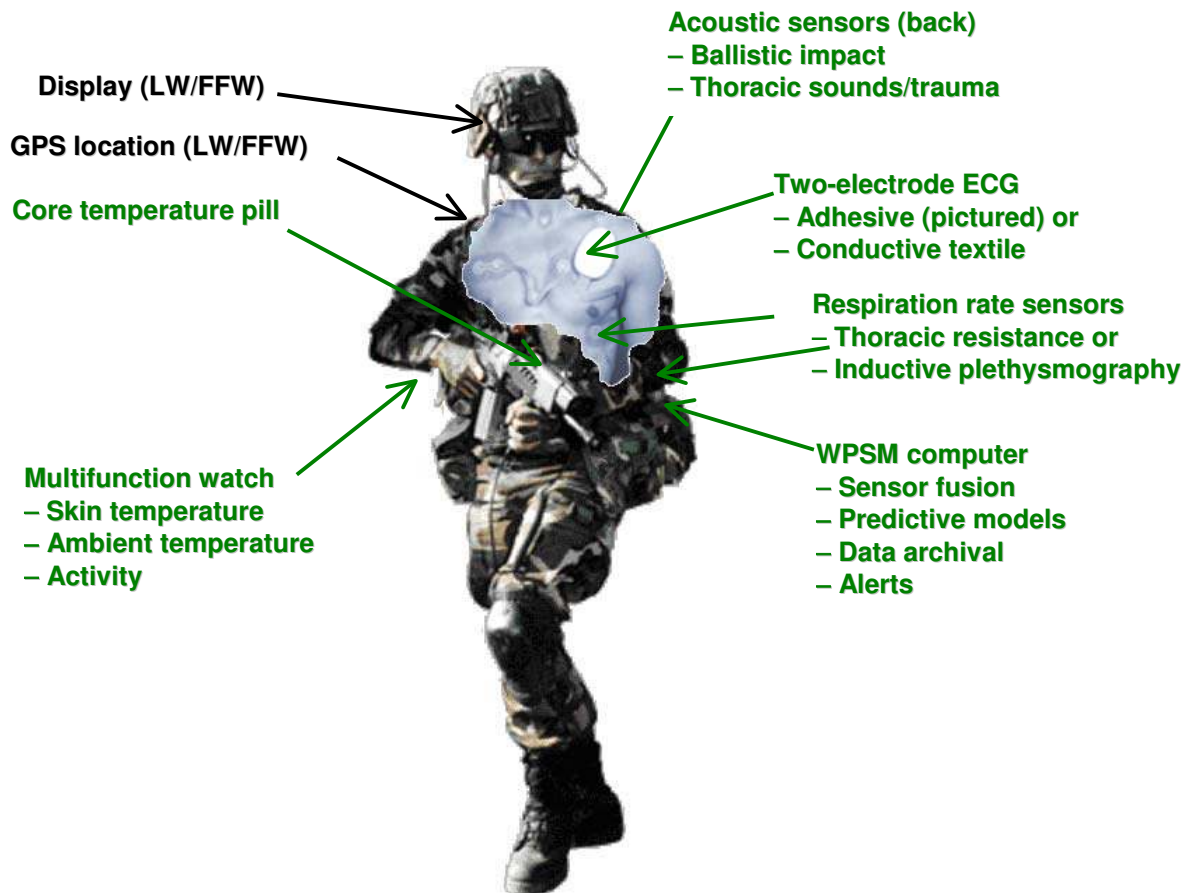 Acoustic sensors (back)
– Ballistic impact
– Thoracic sounds/trauma
Display (LW/FFW)
GPS location (LW/FFW)
Core temperature pill
Two-electrode ECG
– Adhesive (pictured) or
– Conductive textile
Respiration rate sensors
– Thoracic resistance or
– Inductive plethysmography
Multifunction watch
– Skin temperature
– Ambient temperature
– Activity
WPSM computer
– Sensor fusion
– Predictive models
– Data archival
– Alerts